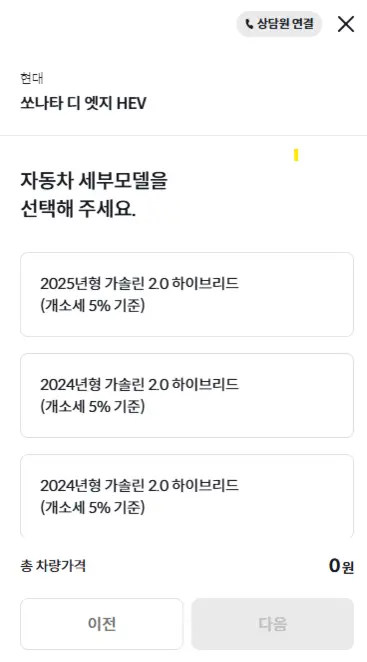 상담원 연결
현대
쏘나타 디 엣지 HEV
자동차 세부모델을
선택해 주세요.
2025년형 가솔린 2.0 하이브리드
(개소세 5% 기준)
2024년형 가솔린 2.0 하이브리드
(개소세 5% 기준)
2024년형 가솔린 2.0 하이브리드
(개소세 5% 기준)
총 차량가격 0원
이전 다음